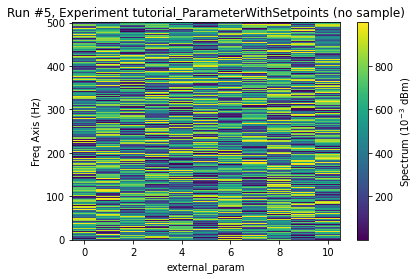 Run #5, Experiment tutorial_ParameterWithSetpoints (no sample)
500
400
300
200
100
0
Freq Axis (Hz)
0 2 4 6 8 10
external_param
800
600
400
200
Spectrum (10⁻³ dBm)